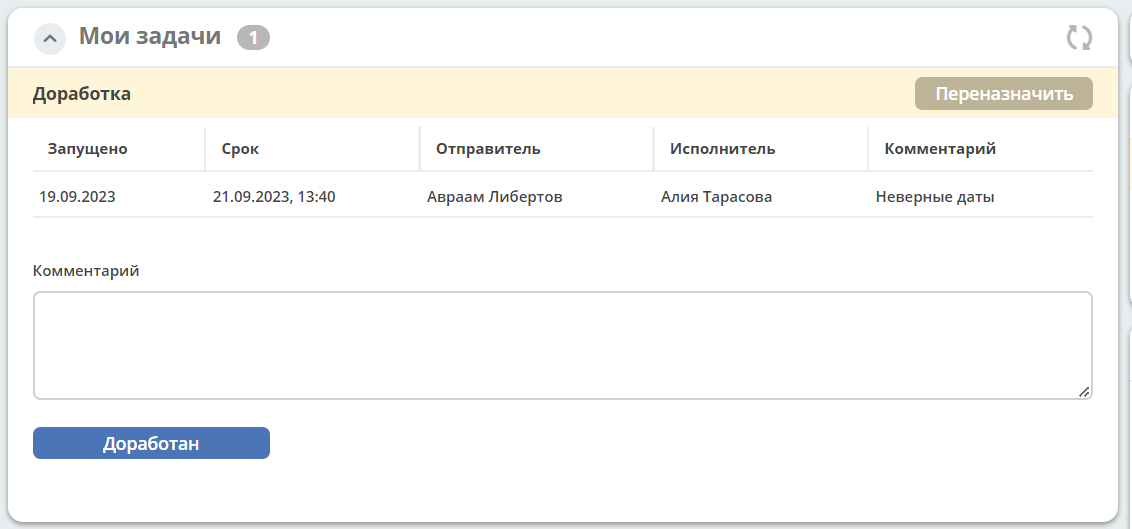 Мои задачи 1
Доработка Переназначить
Запущено Срок Отправитель Исполнитель Комментарий
19.09.2023 21.09.2023, 13:40 Авраам Либертов Алия Тарасова Неверные даты
Комментарий
Доработан